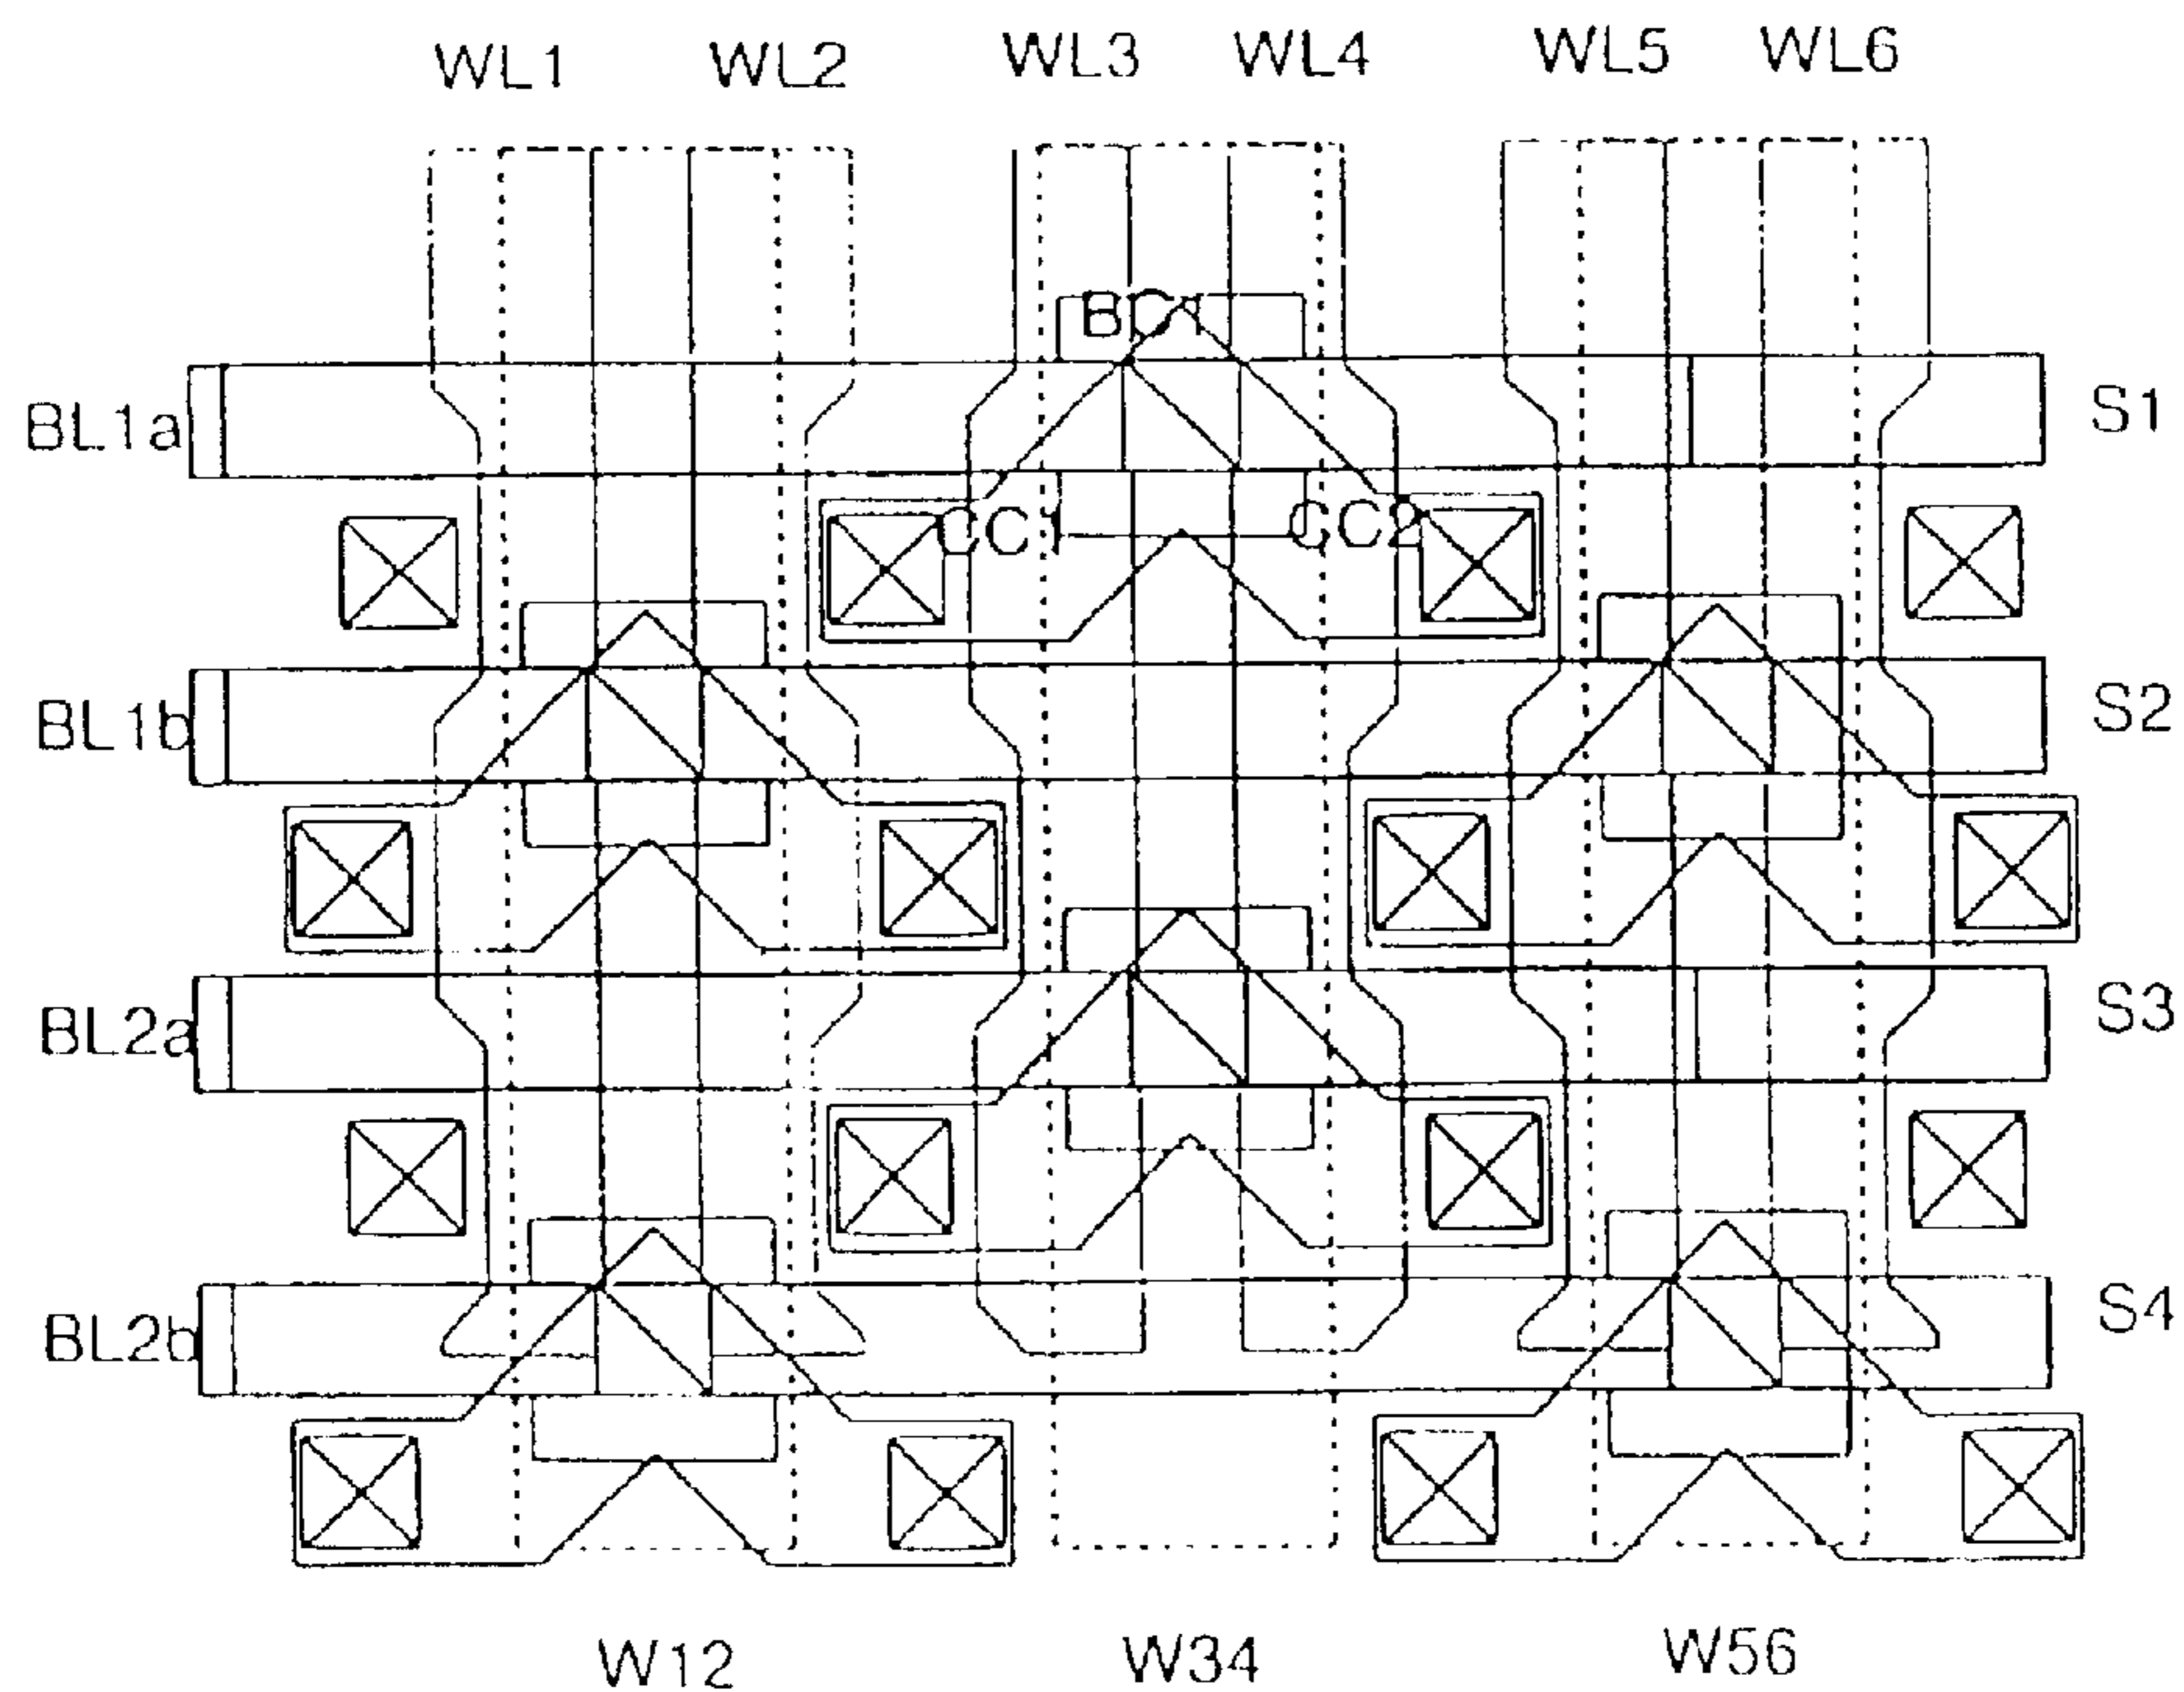 WL1 WL2 WL3 WL4 WL5 WL6
BC1
BL1a S1
CC1 CC2
BL1b S2
BL2a S3
BL2b S4
W12 W34 W56